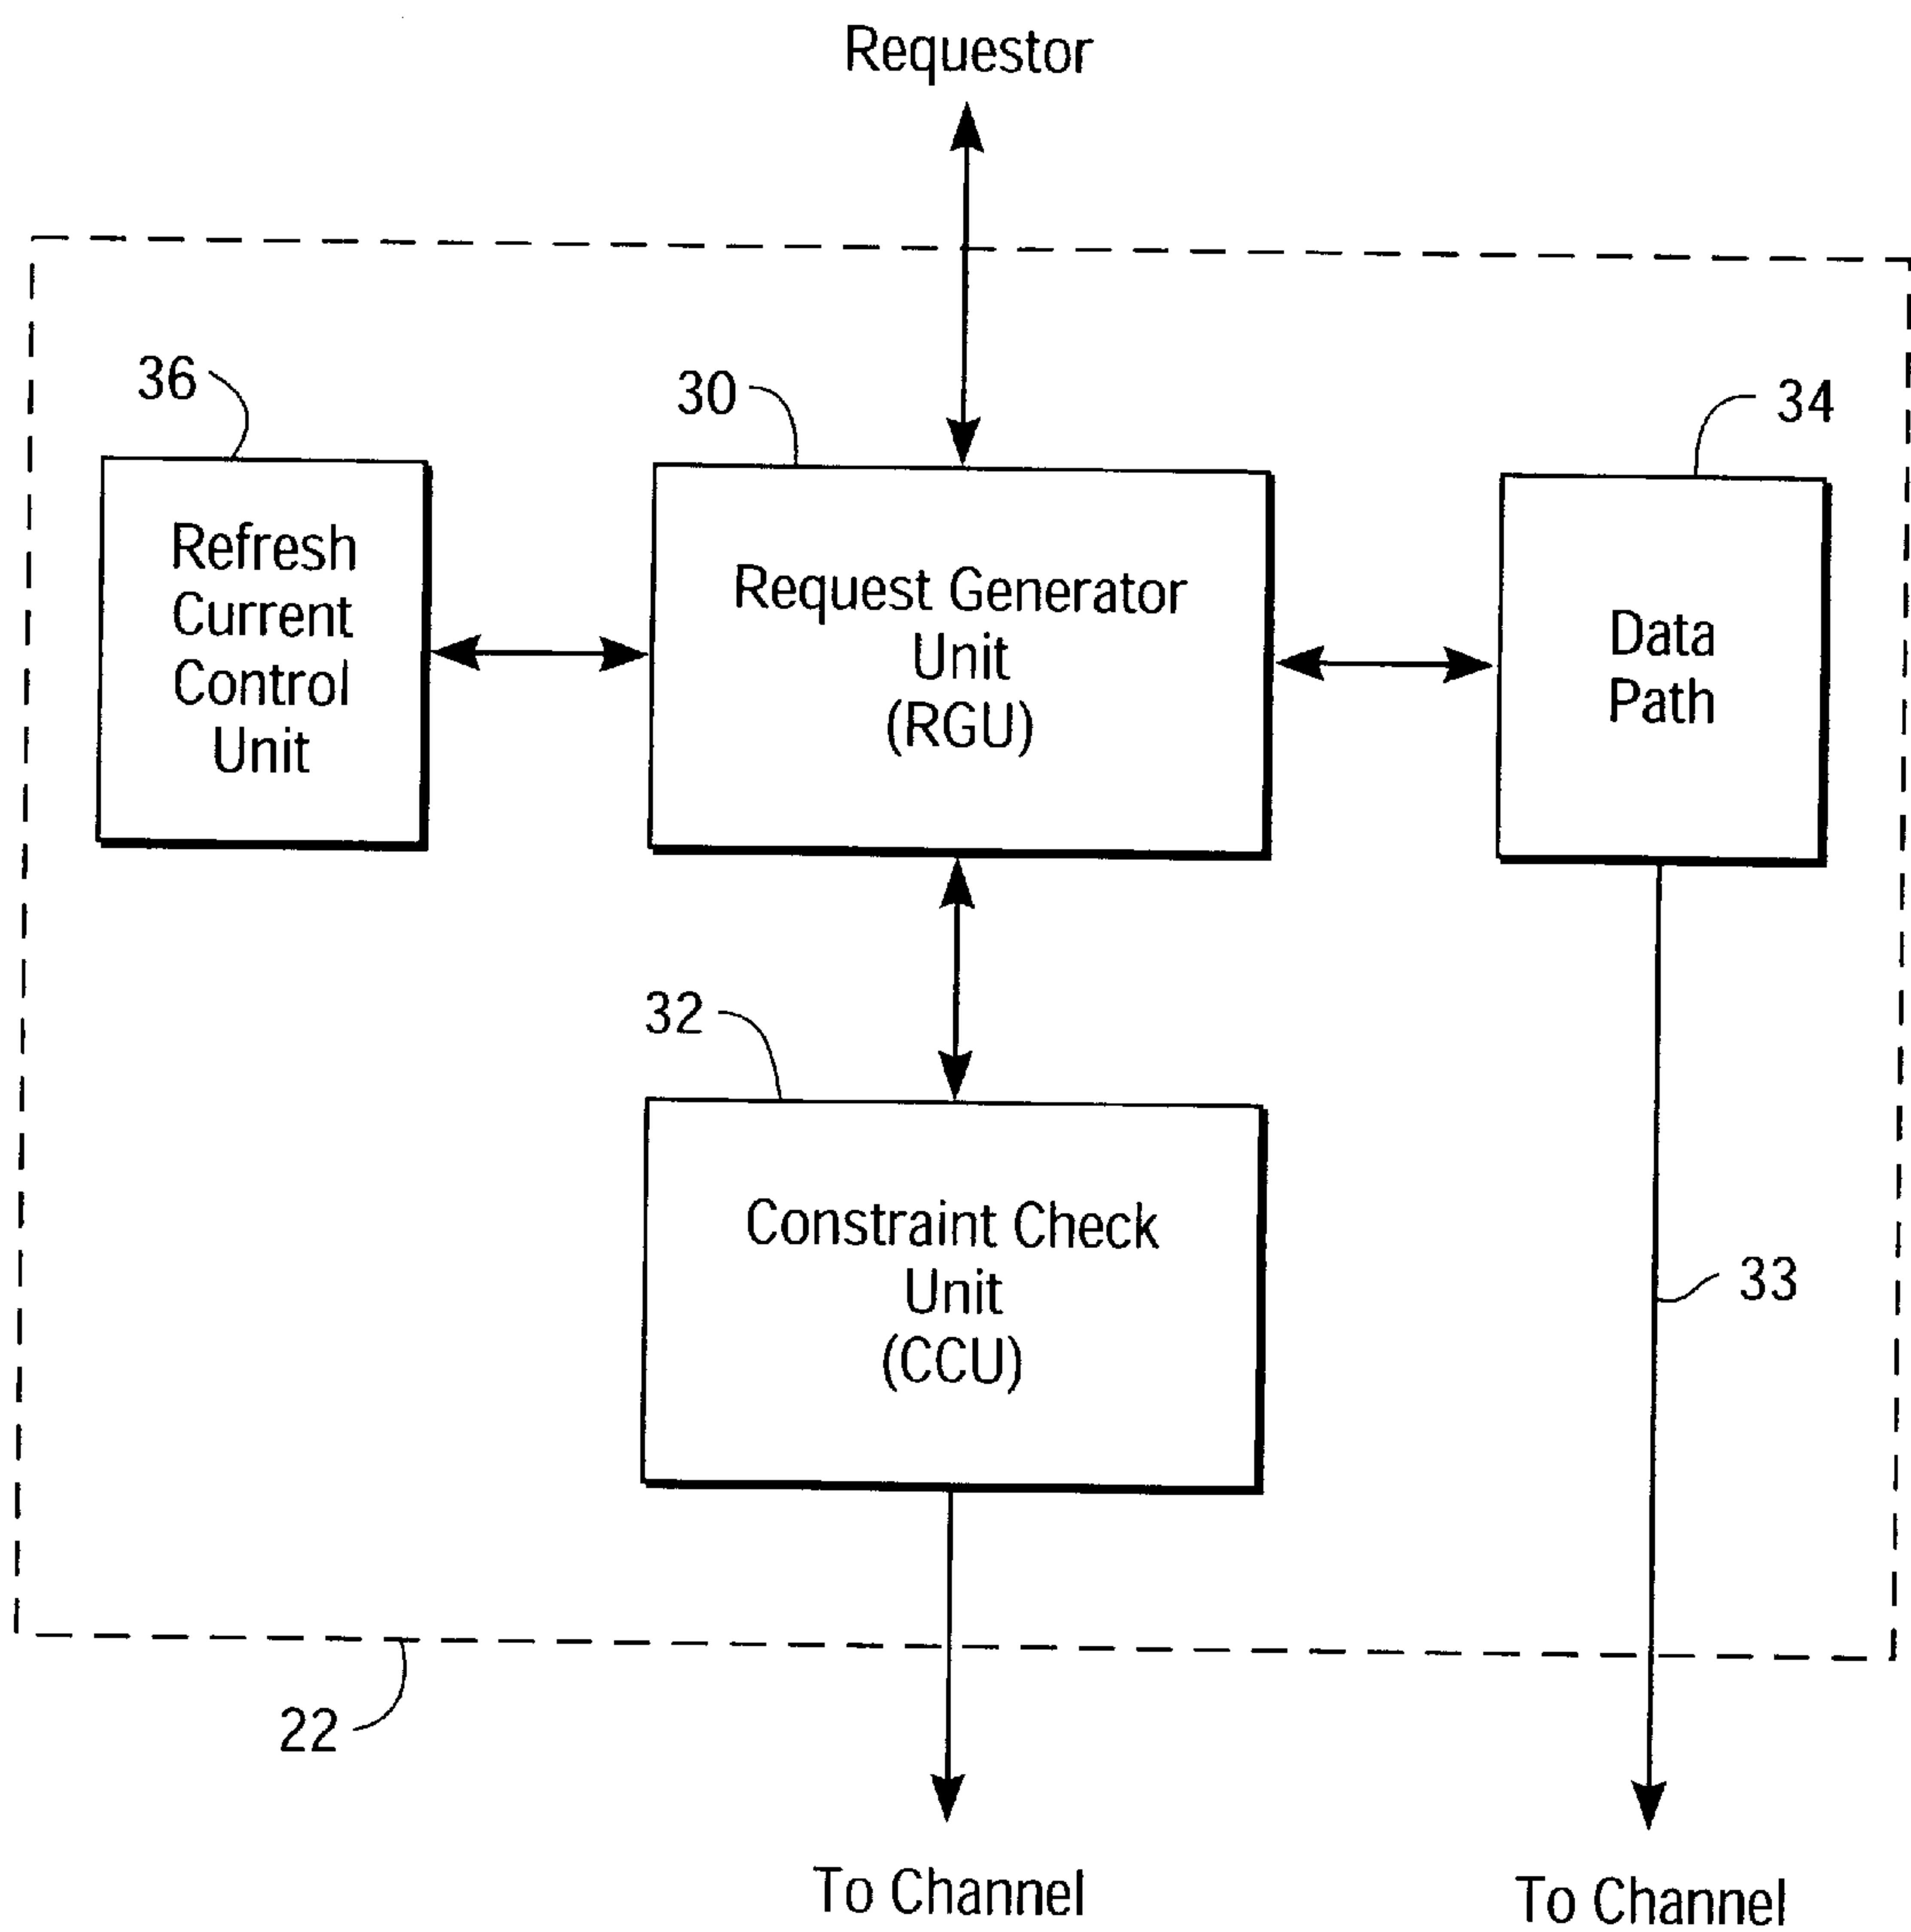 Requestor
36
30
34
Refresh
Current
Control
Unit
Request Generator
Unit
(RGU)
Data
Path
32
Constraint Check
Unit
(CCU)
33
22
To Channel
To Channel